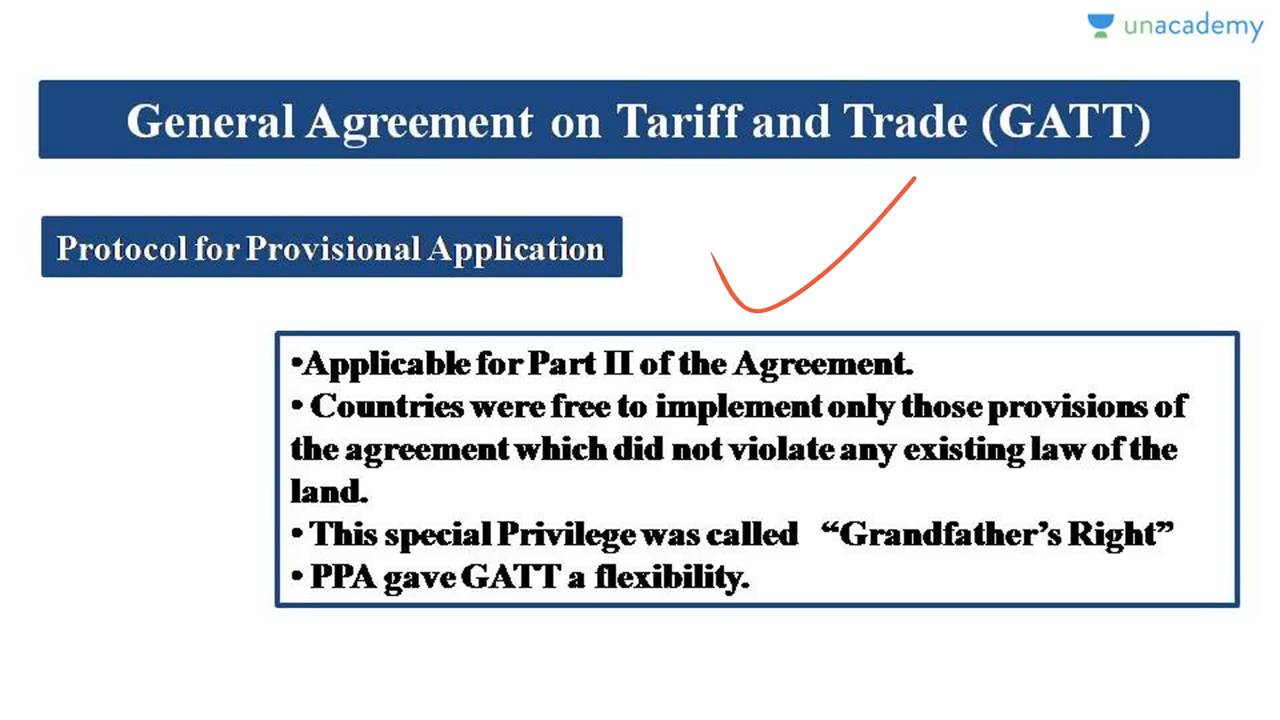 unacademy
General Agreement on Tariff and Trade (GATT)
Protocol for Provisional Application
•Applicable for Part II of the Agreement.
• Countries were free to implement only those provisions of
the agreement which did not violate any existing law of the
land.
• This special Privilege was called “Grandfather’s Right”
• PPA gave GATT a flexibility.